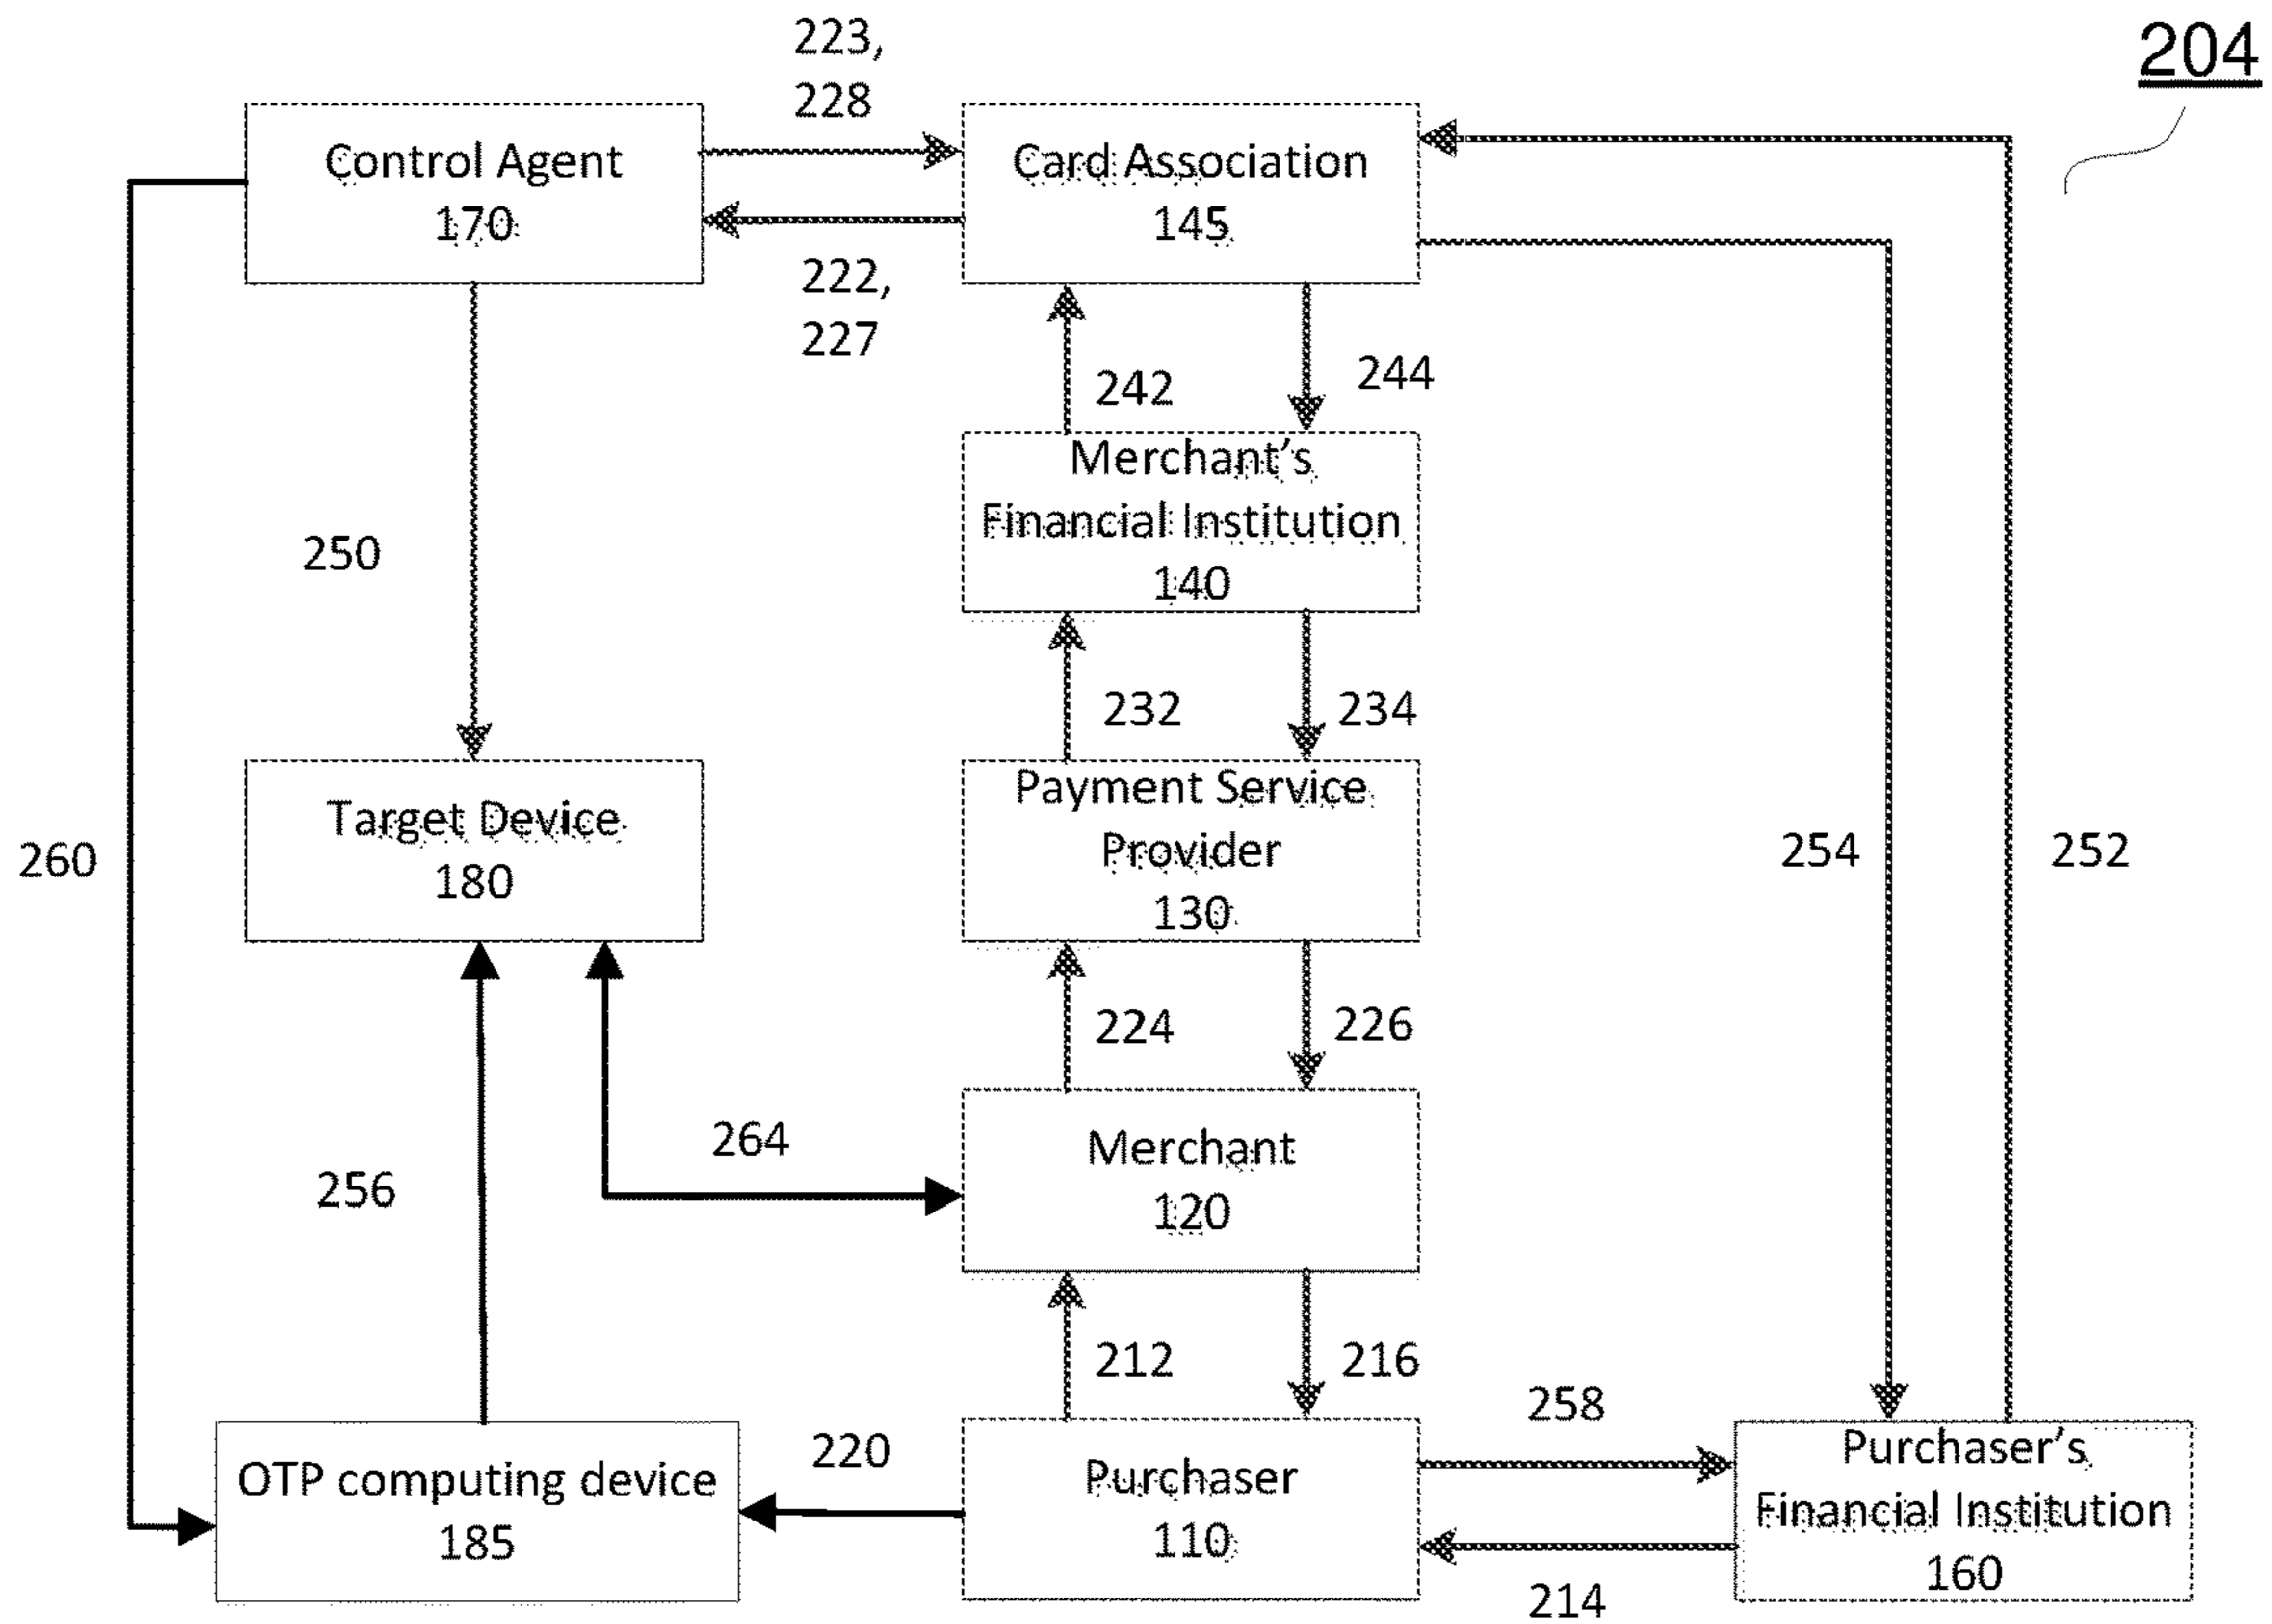 223,
228
204
Control Agent
170
Card Association
145
222,
227
242
244
Merchant's
Financial Institution
140
250
232
234
Target Device
180
Payment Service
Provider
130
260
254
252
224
226
264
Merchant
120
256
212
216
258
220
OTP computing device
185
Purchaser
110
Purchaser's
Financial Institution
160
214